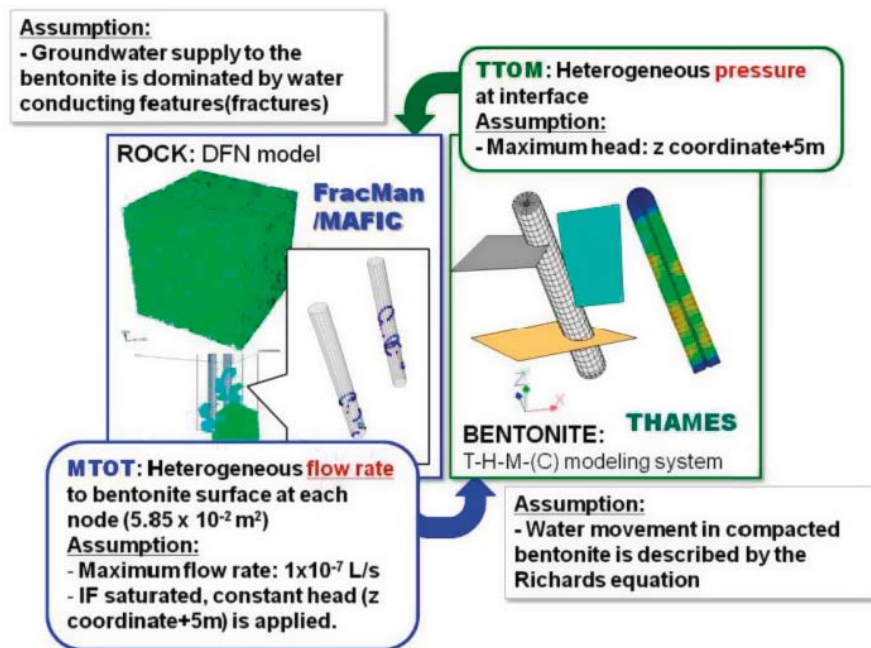 Assumption:
- Groundwater supply to the
bentonite is dominated by water
conducting features(fractures)
TTOM: Heterogeneous pressure
at interface
Assumption:
- Maximum head: z coordinate+5m
ROCK: DFN model
FracMan
/MAFIC
Z
X
THAMES
BENTONITE:
T-H-M-(C) modeling system
MTOT: Heterogeneous flow rate
to bentonite surface at each
node (5.85 x 10⁻² m²)
Assumption:
- Maximum flow rate: 1x10⁻⁷ L/s
- IF saturated, constant head (z
coordinate+5m) is applied.
Assumption:
- Water movement in compacted
bentonite is described by the
Richards equation